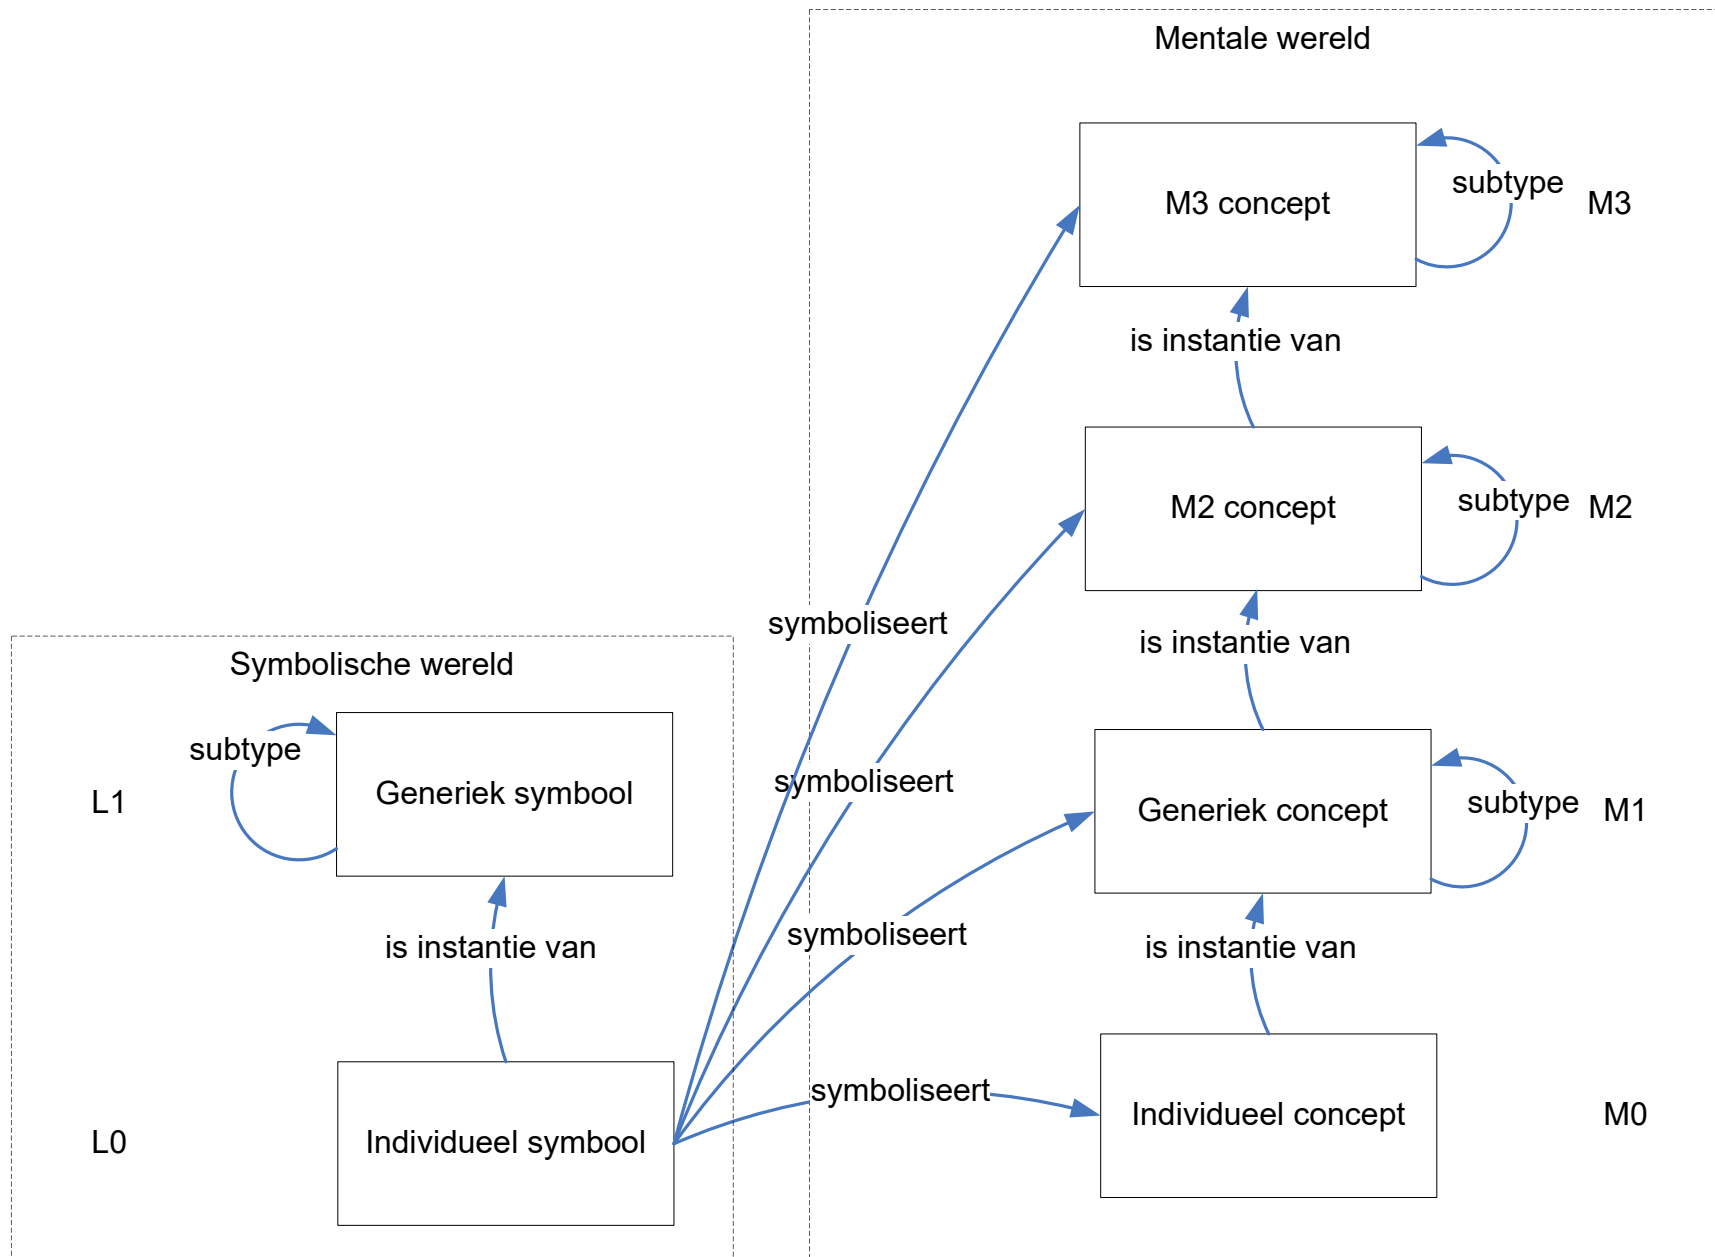 Mentale wereld
M3 concept
subtype
M3
is instantie van
M2 concept
subtype
M2
symboliseert
is instantie van
Symbolische wereld
subtype
Generiek symbool
L1
symboliseert
Generiek concept
subtype
M1
symboliseert
is instantie van
is instantie van
symboliseert
Individueel concept
M0
L0
Individueel symbool